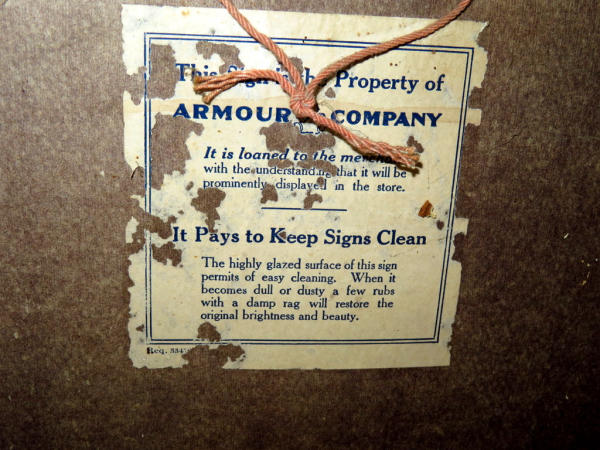 This Sign is the Property of
ARMOUR AND COMPANY
It is loaned to the merchant
with the understanding that it will be
prominently displayed in the store.
It Pays to Keep Signs Clean
The highly glazed surface of this sign
permits of easy cleaning. When it
becomes dull or dusty a few rubs
with a damp rag will restore the
original brightness and beauty.
Req.